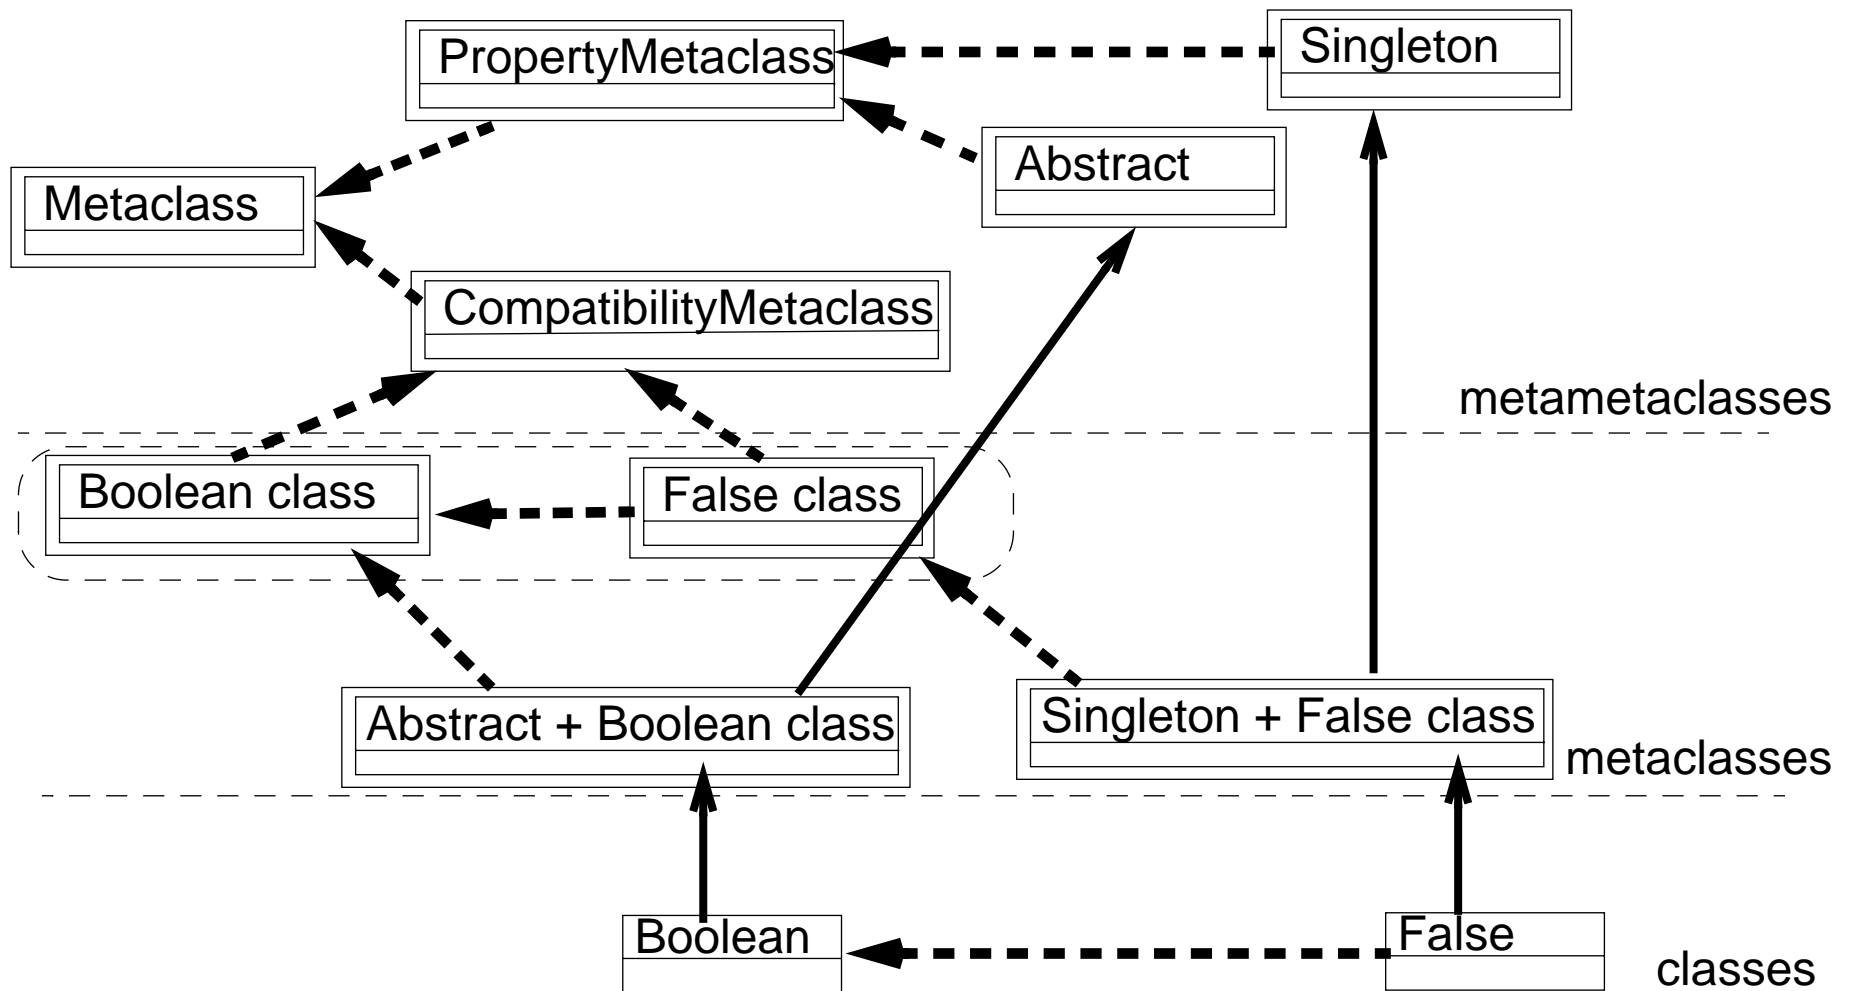 PropertyMetaclass
Singleton
Abstract
Metaclass
CompatibilityMetaclass
metametaclasses
Boolean class
False class
Abstract + Boolean class
Singleton + False class
metaclasses
Boolean
False
classes